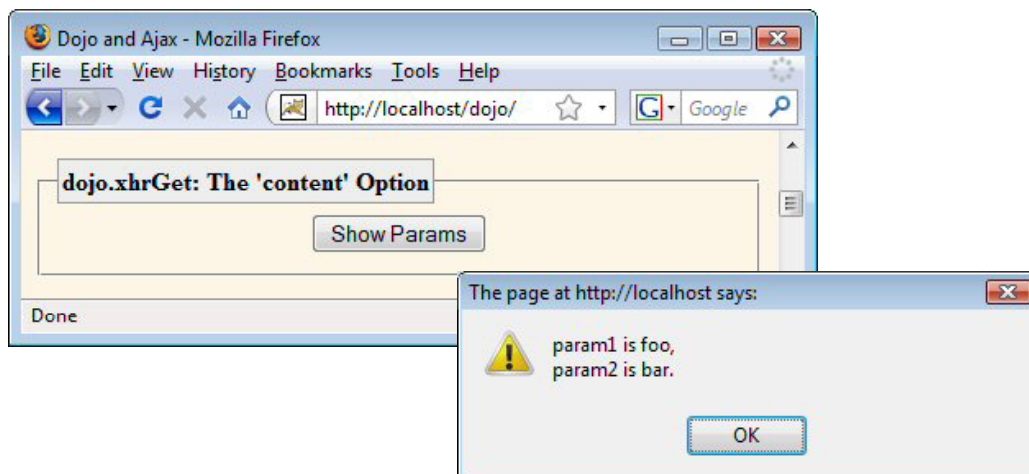 Dojo and Ajax - Mozilla Firefox
File Edit View History Bookmarks Tools Help
http://localhost/dojo/ G Google
dojo.xhrGet: The 'content' Option
Show Params
Done
The page at http://localhost says:
param1 is foo,
param2 is bar.
OK